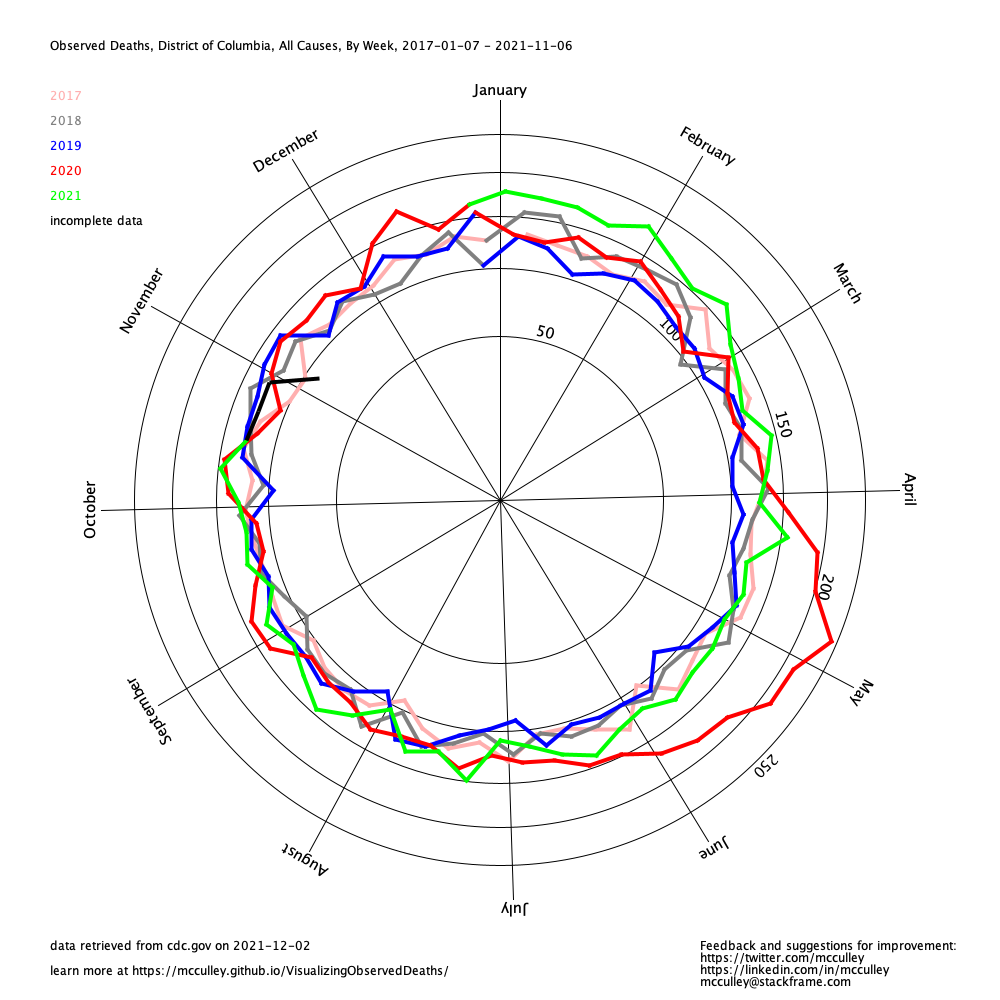 Observed Deaths, District of Columbia, All Causes, By Week, 2017-01-07 - 2021-11-06
2017
2018
2019
2020
2021
incomplete data
January
February
March
April
May
June
July
August
September
October
November
December
50
100
150
200
250
data retrieved from cdc.gov on 2021-12-02
learn more at https://mcculley.github.io/VisualizingObservedDeaths/
Feedback and suggestions for improvement:
https://twitter.com/mcculley
https://linkedin.com/in/mcculley
mcculley@stackframe.com